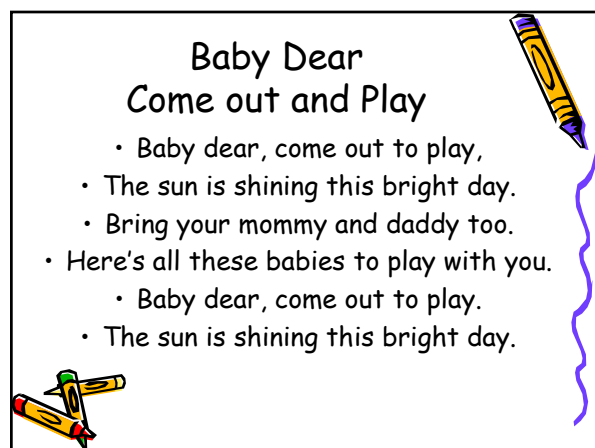 Baby Dear
Come out and Play
• Baby dear, come out to play,
• The sun is shining this bright day.
• Bring your mommy and daddy too.
• Here's all these babies to play with you.
• Baby dear, come out to play.
• The sun is shining this bright day.